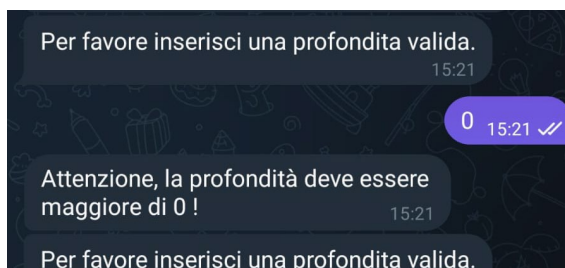 Per favore inserisci una profondita valida.
15:21
0 15:21
Attenzione, la profondità deve essere
maggiore di 0 !
15:21
Per favore inserisci una profondita valida.